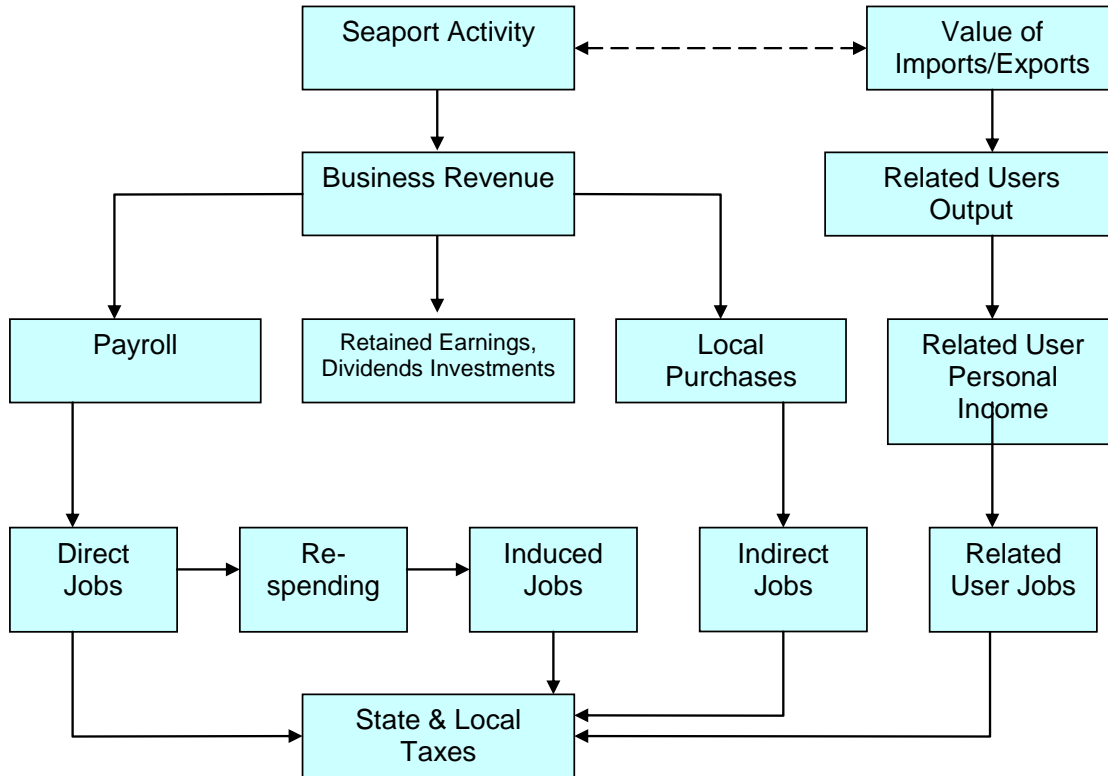 Seaport Activity
Value of
Imports/Exports
Business Revenue
Related Users
Output
Payroll
Retained Earnings,
Dividends Investments
Local
Purchases
Related User
Personal
Income
Direct
Jobs
Re-
spending
Induced
Jobs
Indirect
Jobs
Related
User Jobs
State & Local
Taxes